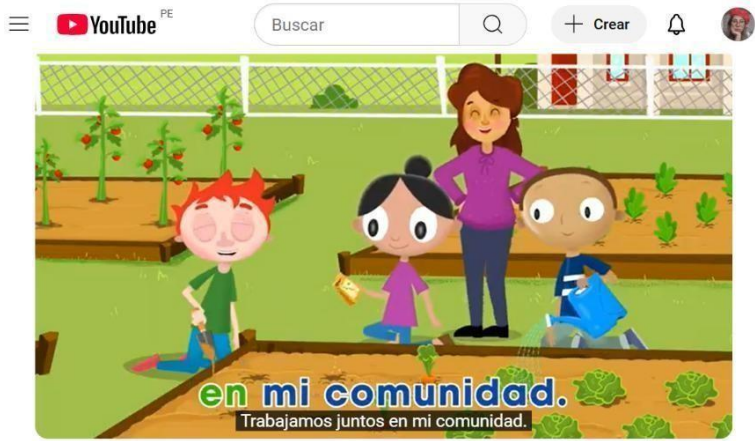 YouTube PE
Buscar
Crear
en mi comunidad.
Trabajamos juntos en mi comunidad.